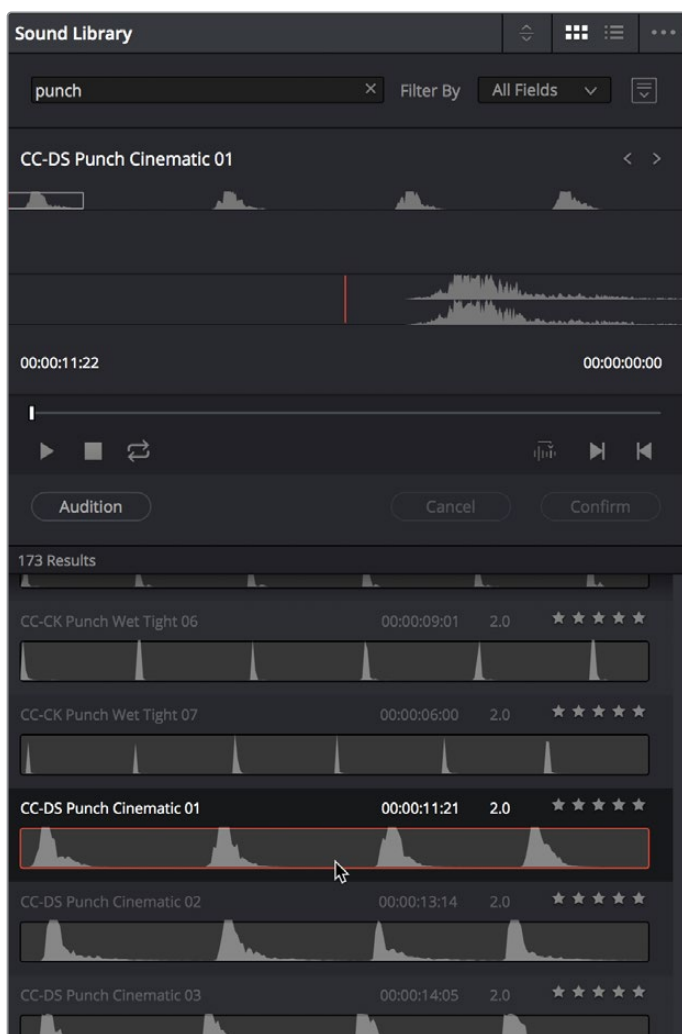 Sound Library
punch
Filter By
All Fields
CC-DS Punch Cinematic 01
00:00:11:22
00:00:00:00
Audition
Cancel
Confirm
173 Results
CC-CK Punch Wet Tight 06 00:00:09:01 2.0
CC-CK Punch Wet Tight 07 00:00:06:00 2.0
CC-DS Punch Cinematic 01 00:00:11:21 2.0
CC-DS Punch Cinematic 02 00:00:13:14 2.0
CC-DS Punch Cinematic 03 00:00:14:05 2.0